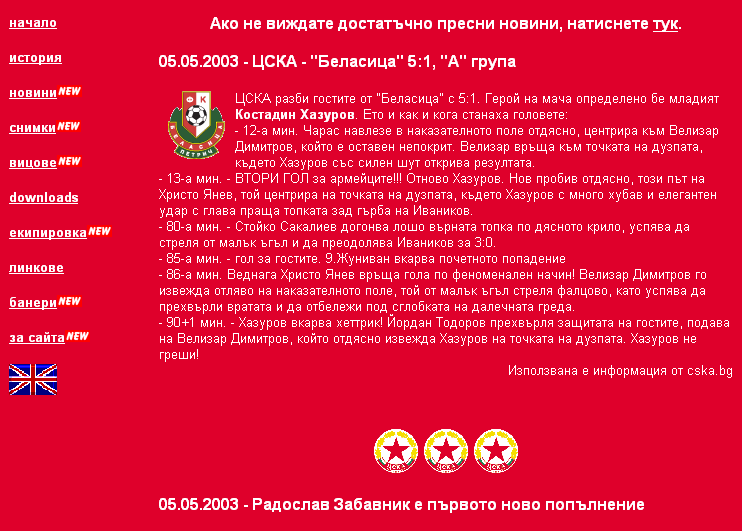 Ако не виждате достатъчно пресни новини, натиснете тук.
начало
история
новини NEW
снимки NEW
вицове NEW
downloads
екипировка NEW
линкове
банери NEW
за сайта NEW
05.05.2003 - ЦСКА - "Беласица" 5:1, "А" група
ФК
БЕЛАСИЦА
ПЕТРИЧ
ЦСКА разби гостите от "Беласица" с 5:1. Герой на мача определено бе младият
Костадин Хазуров. Ето и как и кога станаха головете:
- 12-а мин. Чарас навлезе в наказателното поле отдясно, центрира към Велизар
Димитров, който е оставен непокрит. Велизар връща към точката на дузпата,
където Хазуров със силен шут открива резултата.
- 13-а мин. - ВТОРИ ГОЛ за армейците!!! Отново Хазуров. Нов пробив отдясно, този път на
Христо Янев, той центрира на точката на дузпата, където Хазуров с много хубав и елегантен
удар с глава праща топката зад гърба на Иваников.
- 80-а мин. - Стойко Сакалиев догонва лошо върната топка по дясното крило, успява да
стреля от малък ъгъл и да преодолява Иваников за 3:0.
- 85-а мин. - гол за гостите. 9.Жуниван вкарва почетното попадение
- 86-а мин. Веднага Христо Янев връща гола по феноменален начин! Велизар Димитров го
извежда отляво на наказателното поле, той от малък ъгъл стреля фалцово, като успява да
прехвърли вратата и да отбележи под сглобката на далечната греда.
- 90+1 мин. - Хазуров вкарва хеттрик! Йордан Тодоров прехвърля защитата на гостите, подава
на Велизар Димитров, който отдясно извежда Хазуров на точката на дузпата. Хазуров не
греши!
Използвана е информация от cska.bg
ЦСКА ЦСКА ЦСКА
05.05.2003 - Радослав Забавник е първото ново попълнение